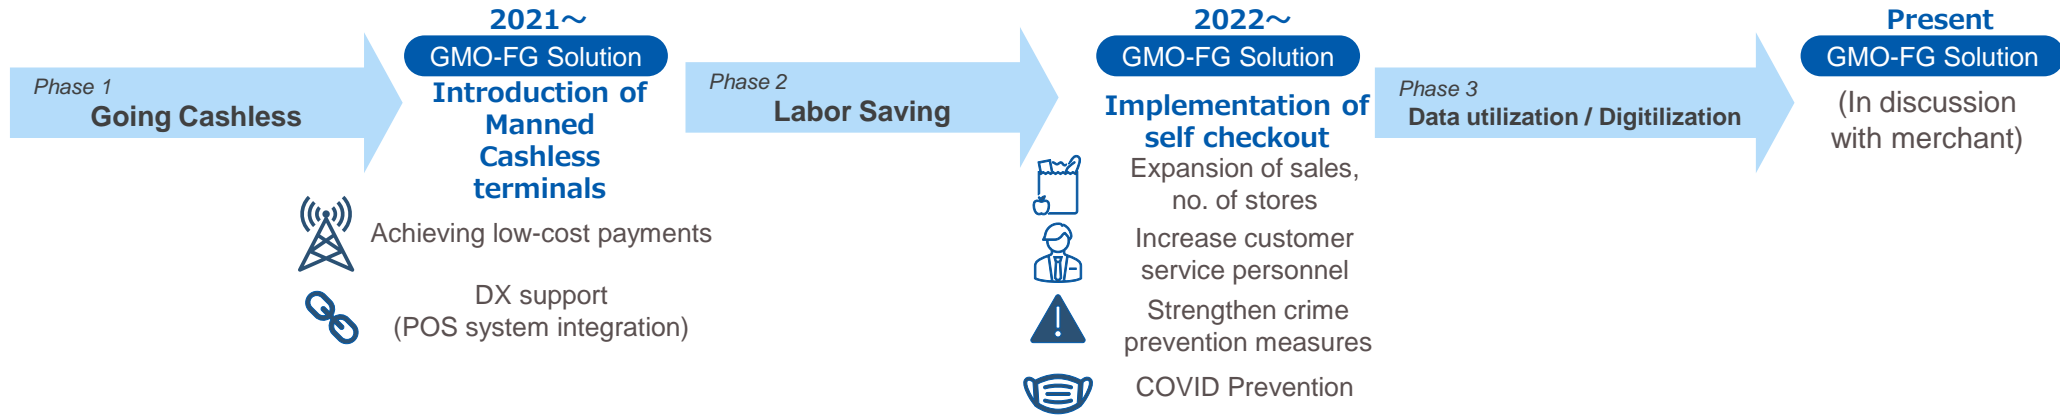 Phase 1
Going Cashless
2021～
GMO-FG Solution
Introduction of
Manned
Cashless
terminals
Achieving low-cost payments
DX support
(POS system integration)
Phase 2
Labor Saving
2022～
GMO-FG Solution
Implementation of
self checkout
Expansion of sales,
no. of stores
Increase customer
service personnel
Strengthen crime
prevention measures
COVID Prevention
Phase 3
Data utilization / Digitilization
Present
GMO-FG Solution
(In discussion
with merchant)